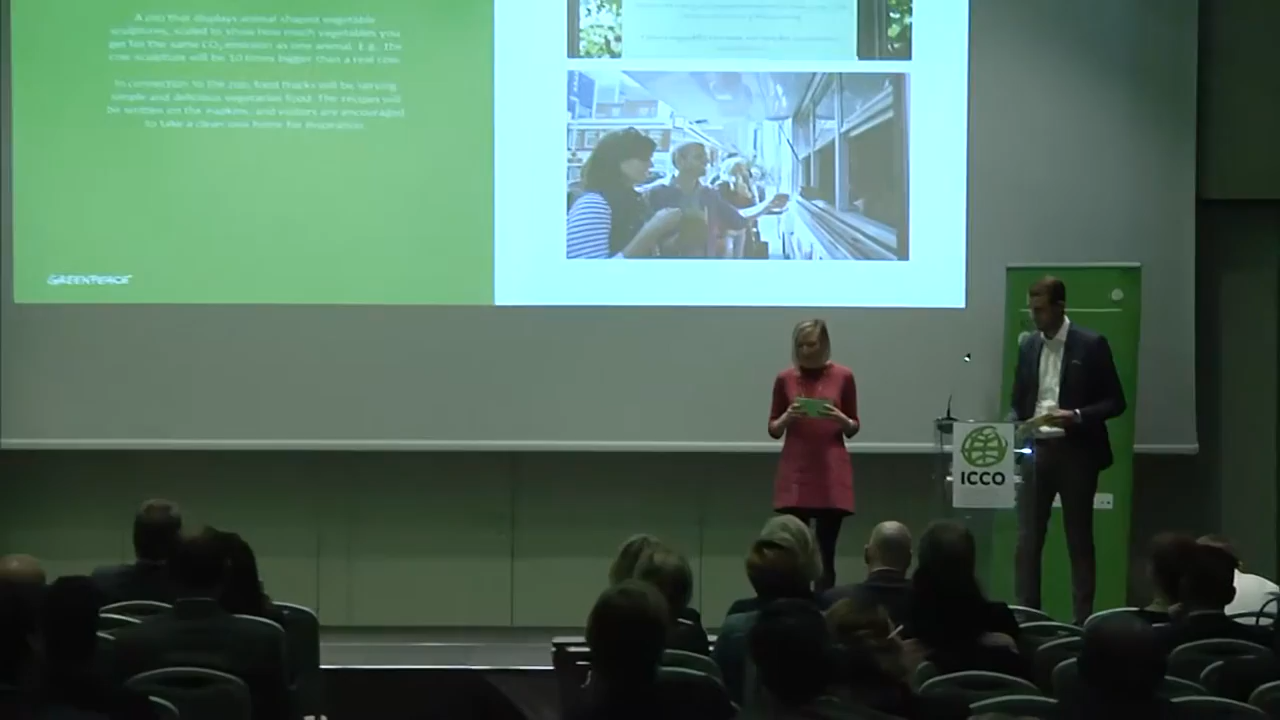 A zoo that displays animal shaped vegetable
sculptures, scaled to show how much vegetables you
get for the same CO₂ emission as one animal. E.g. The
cow sculpture will be 10 times bigger than a real cow.
In connection to the zoo, food trucks will be serving
simple and delicious vegetarian food. The recipes will
be written on the napkins, and visitors are encouraged
to take a clean one home for inspiration.
GREENPEACE
ICCO